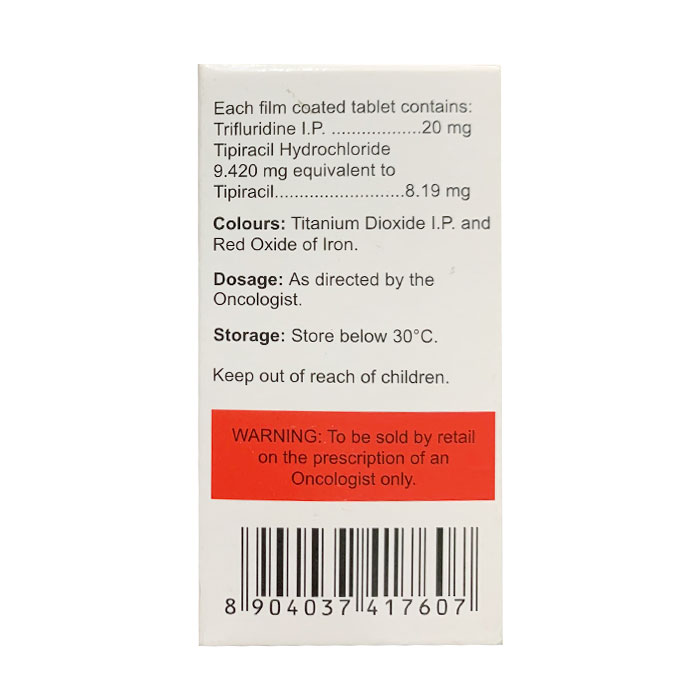 Each film coated tablet contains:
Trifluridine I.P. ..................20 mg
Tipiracil Hydrochloride
9.420 mg equivalent to
Tipiracil..........................8.19 mg
Colours: Titanium Dioxide I.P. and
Red Oxide of Iron.
Dosage: As directed by the
Oncologist.
Storage: Store below 30°C.
Keep out of reach of children.
WARNING: To be sold by retail
on the prescription of an
Oncologist only.
8 904037 417607